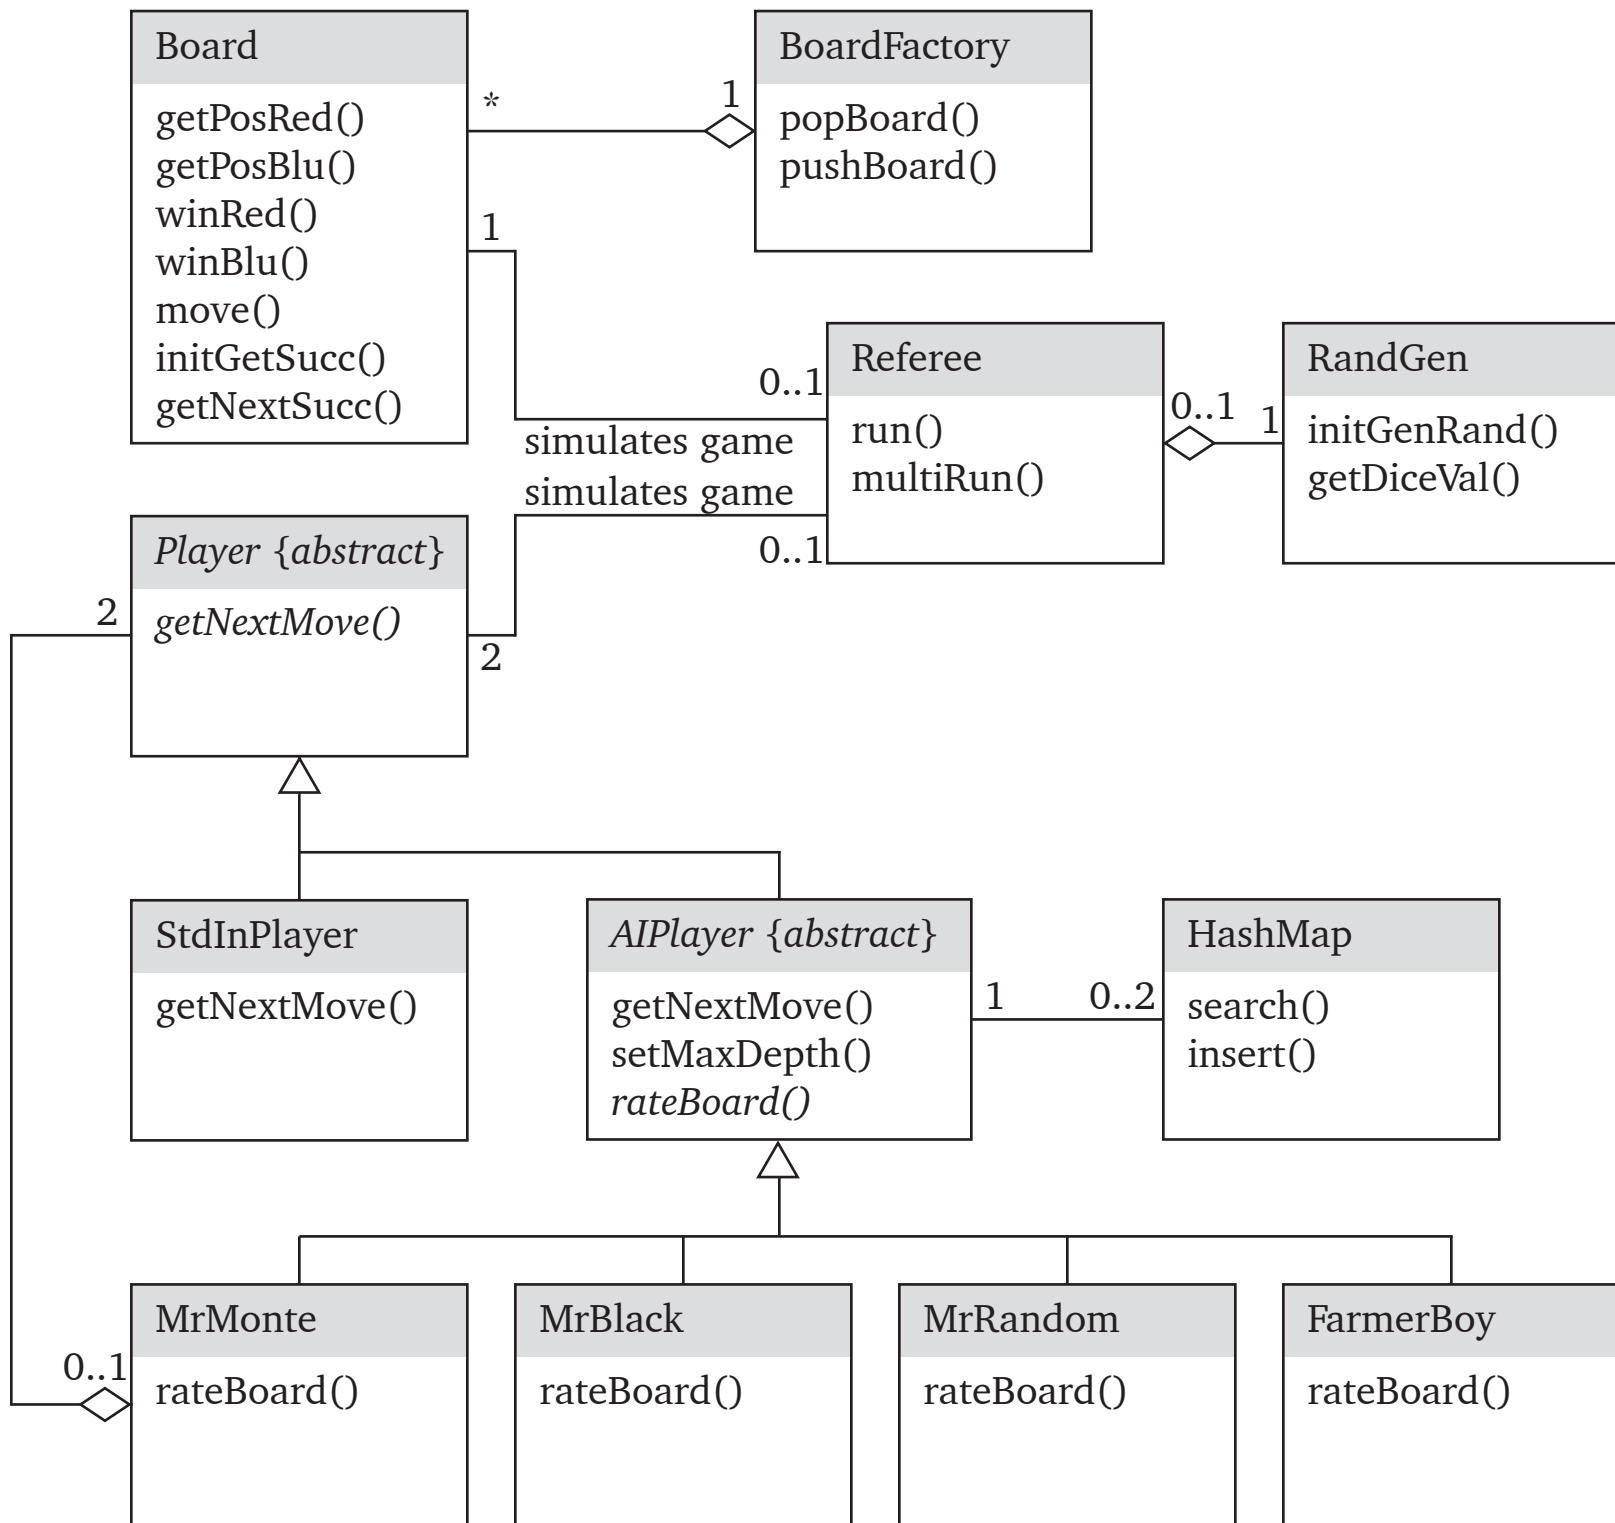 Board
getPosRed()
getPosBlu()
winRed()
winBlu()
move()
initGetSucc()
getNextSucc()
*
1
BoardFactory
popBoard()
pushBoard()
1
0..1
simulates game
simulates game
0..1
2
Referee
run()
multiRun()
0..1
1
RandGen
initGenRand()
getDiceVal()
Player {abstract}
getNextMove()
2
StdInPlayer
getNextMove()
AIPlayer {abstract}
getNextMove()
setMaxDepth()
rateBoard()
1
0..2
HashMap
search()
insert()
0..1
MrMonte
rateBoard()
MrBlack
rateBoard()
MrRandom
rateBoard()
FarmerBoy
rateBoard()